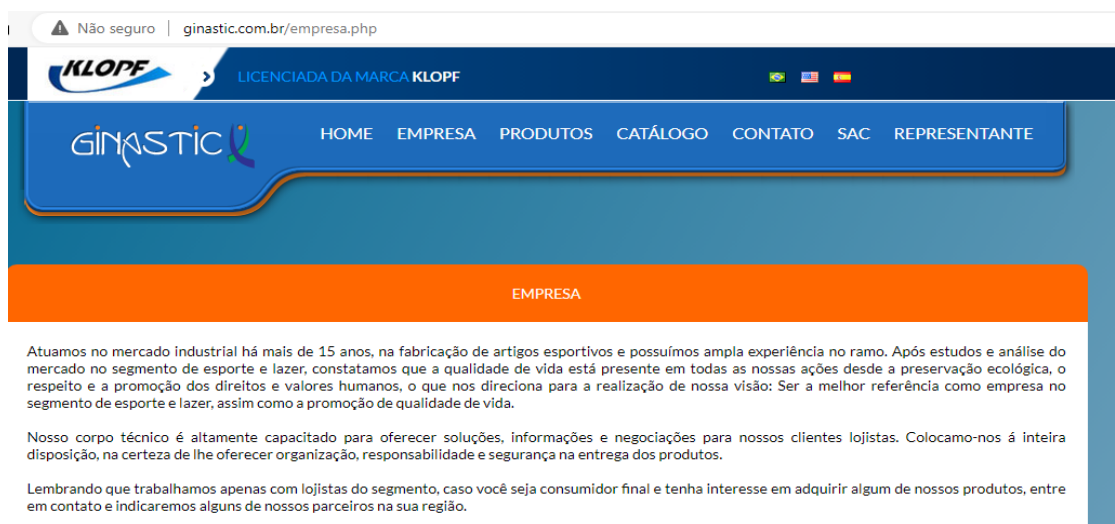 Não seguro | ginastic.com.br/empresa.php
KLOPF LICENCIADA DA MARCA KLOPF
GINASTIC HOME EMPRESA PRODUTOS CATÁLOGO CONTATO SAC REPRESENTANTE
EMPRESA
Atuamos no mercado industrial há mais de 15 anos, na fabricação de artigos esportivos e possuímos ampla experiência no ramo. Após estudos e análise do
mercado no segmento de esporte e lazer, constatamos que a qualidade de vida está presente em todas as nossas ações desde a preservação ecológica, o
respeito e a promoção dos direitos e valores humanos, o que nos direciona para a realização de nossa visão: Ser a melhor referência como empresa no
segmento de esporte e lazer, assim como a promoção de qualidade de vida.
Nosso corpo técnico é altamente capacitado para oferecer soluções, informações e negociações para nossos clientes lojistas. Colocamo-nos á inteira
disposição, na certeza de lhe oferecer organização, responsabilidade e segurança na entrega dos produtos.
Lembrando que trabalhamos apenas com lojistas do segmento, caso você seja consumidor final e tenha interesse em adquirir algum de nossos produtos, entre
em contato e indicaremos alguns de nossos parceiros na sua região.